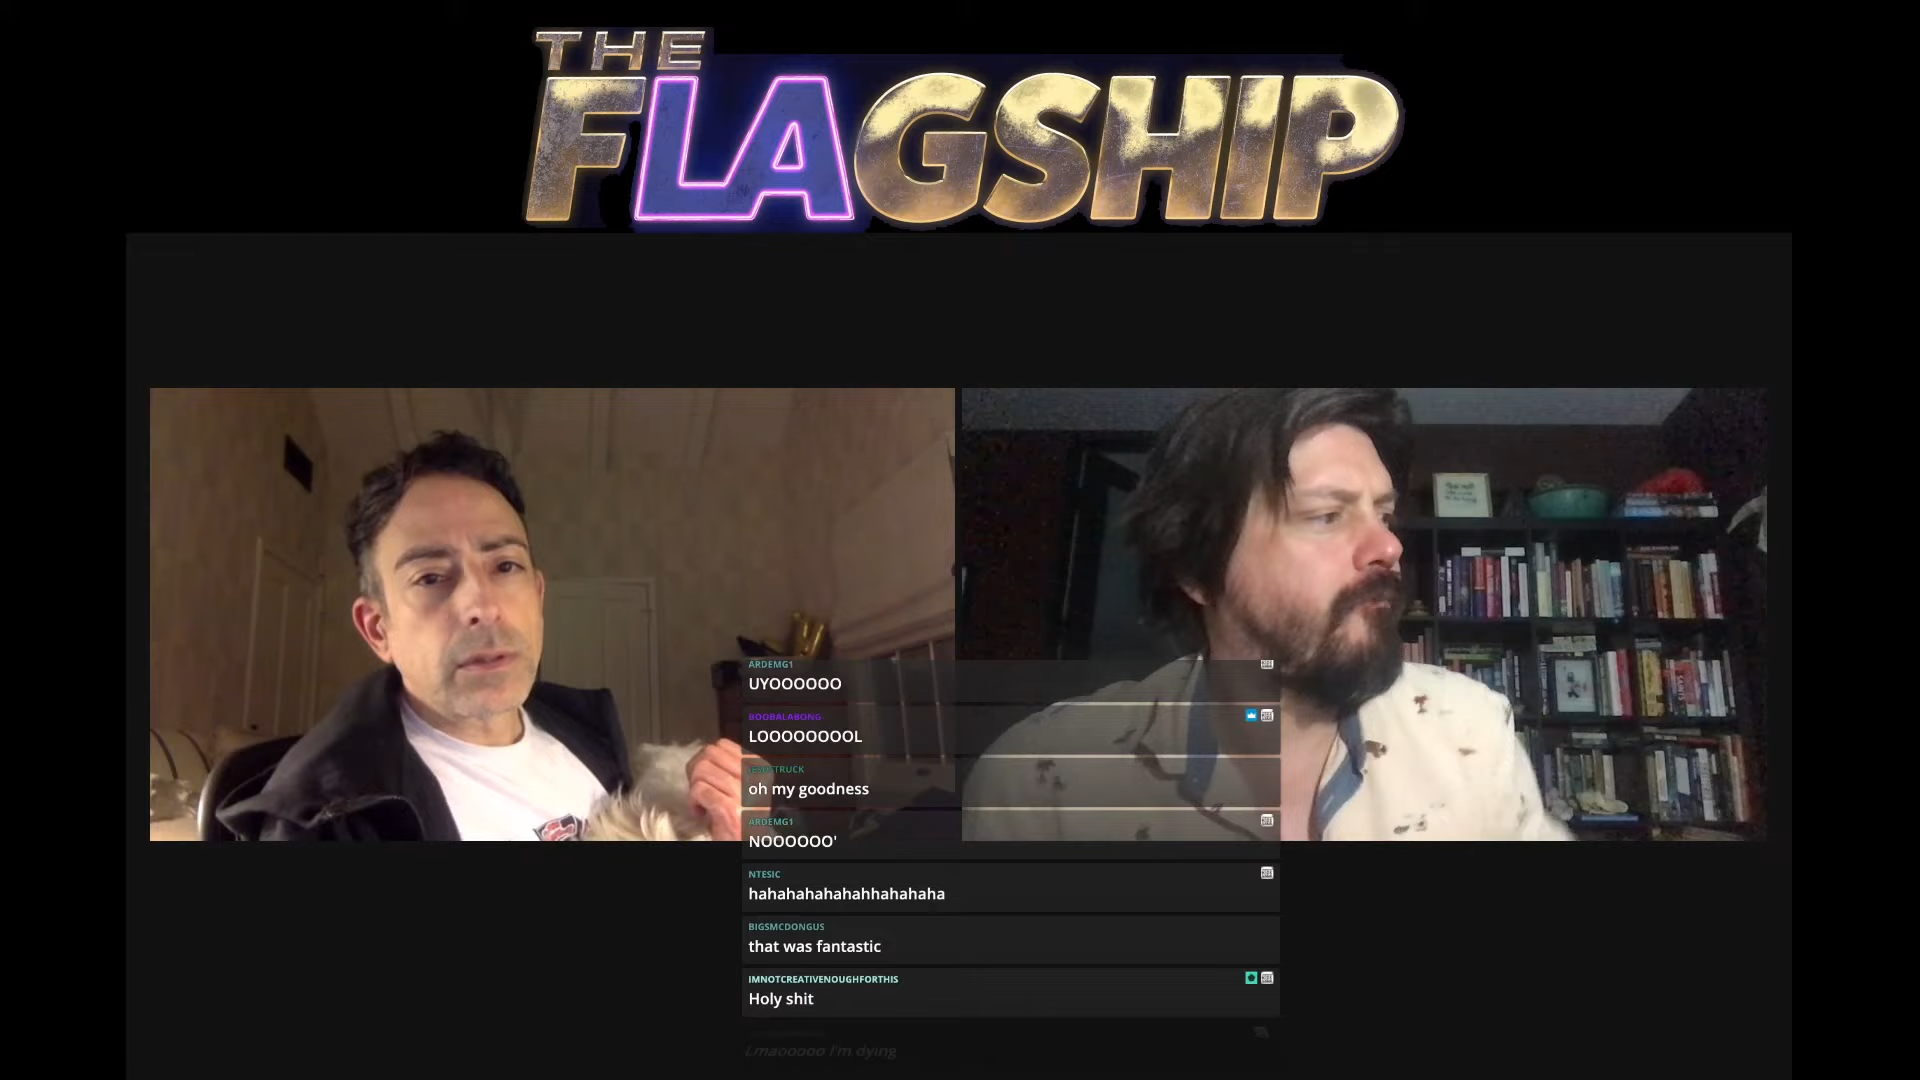 THE
FLAGSHIP
ARDEMG1
UYOOOOOO
BOOBALABONG
LOOOOOOOOL
oh my goodness
ARDEMG1
NOOOOOO'
NTESIC
hahahahahahahhahahaha
BIGSMCDONGUS
that was fantastic
IMNOTCREATIVENOUGHFORTHIS
Holy shit
Lmaooooo I'm dying